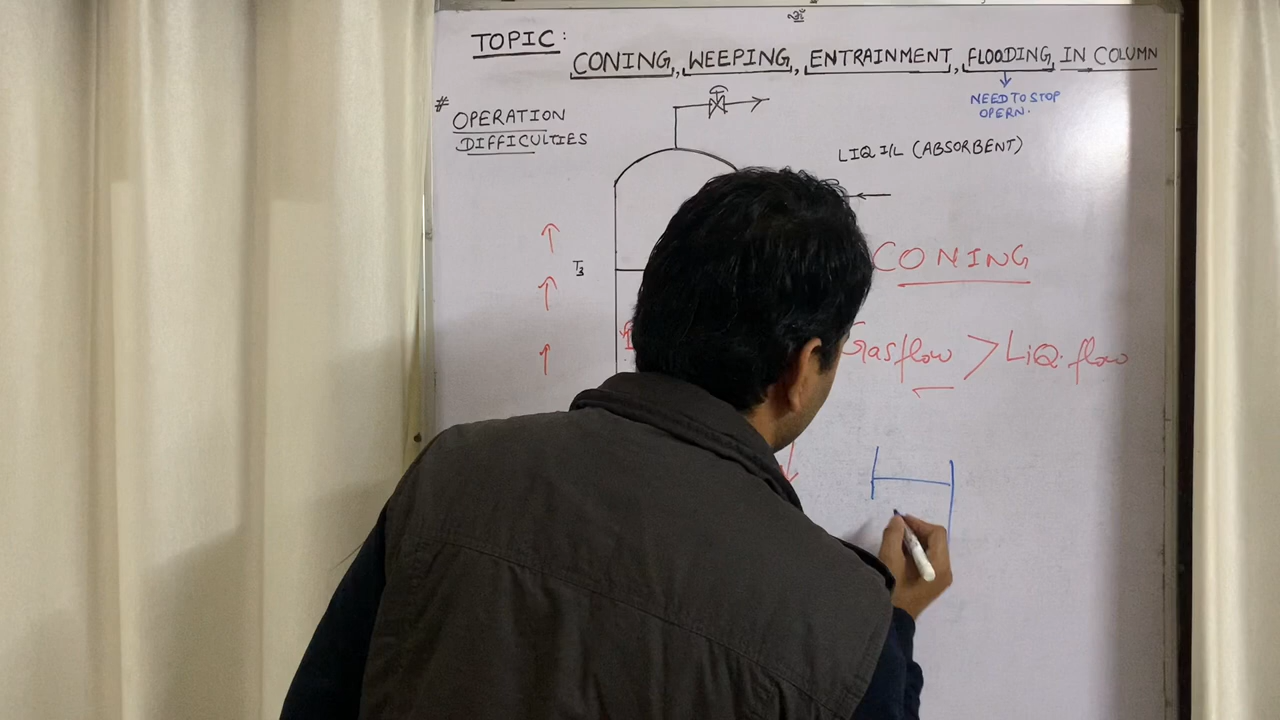 ॐ
TOPIC:
CONING, WEEPING, ENTRAINMENT, FLOODING, IN COLUMN
NEED TO STOP
OPERN.
# OPERATION
DIFFICULTIES
LIQ I/L (ABSORBENT)
T3
CONING
Gas flow > LiQ. flow